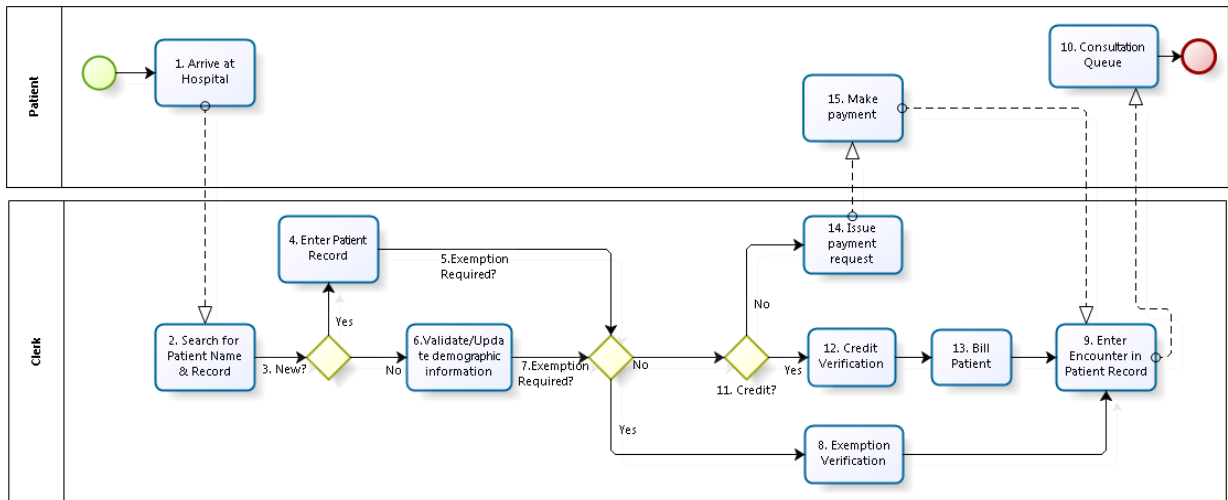 Patient
1. Arrive at
Hospital
10. Consultation
Queue
15. Make
payment
Clerk
4. Enter Patient
Record
5.Exemption
Required?
14. Issue
payment
request
No
Yes
2. Search for
Patient Name
& Record
3. New?
No
6.Validate/Upda
te demographic
information
7.Exemption
Required?
No
11. Credit?
Yes
12. Credit
Verification
13. Bill
Patient
9. Enter
Encounter in
Patient Record
Yes
8. Exemption
Verification